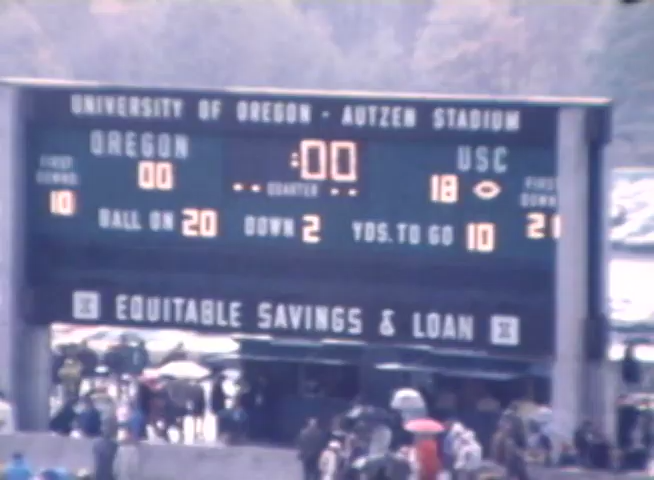 UNIVERSITY OF OREGON - AUTZEN STADIUM
OREGON :00 USC
FIRST DOWNS 00 -- QUARTER -- 18 FIRST DOWNS
10 BALL ON 20 DOWN 2 YDS. TO GO 10 21
EQUITABLE SAVINGS & LOAN